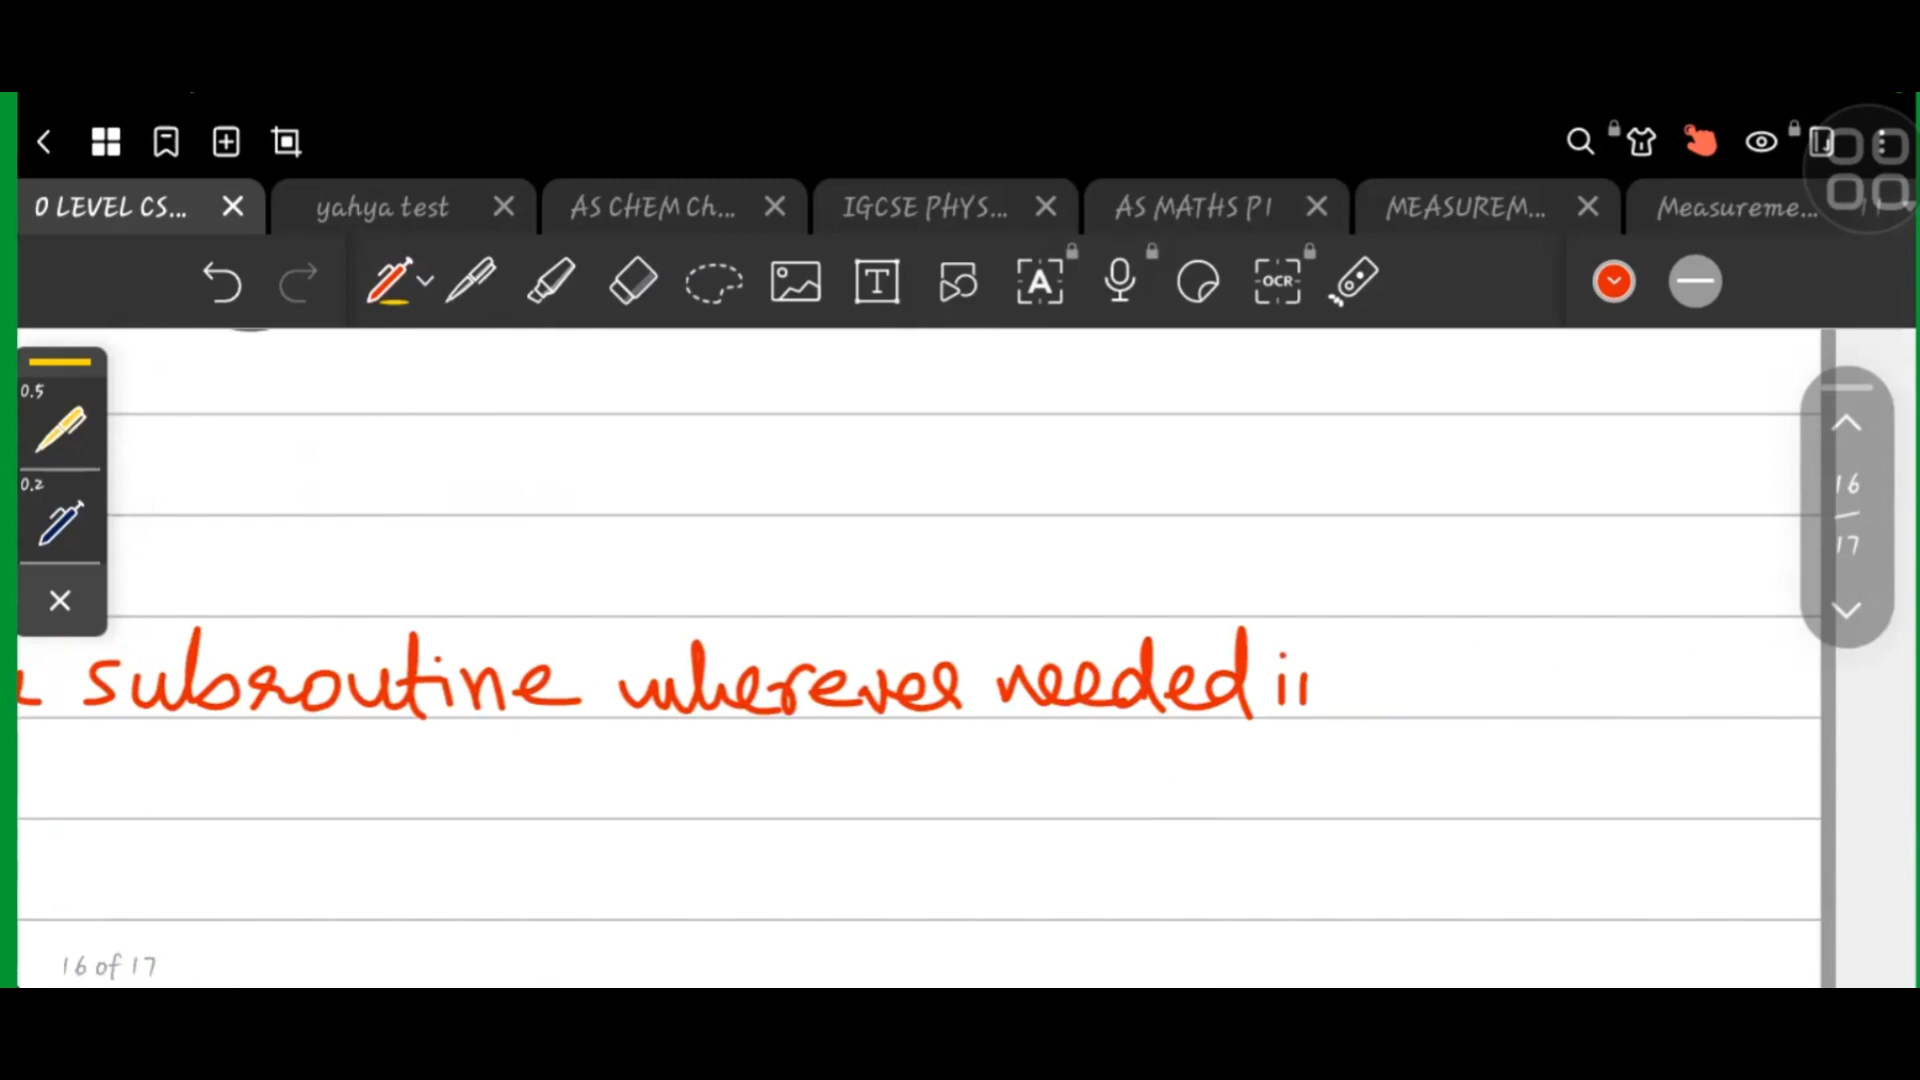 O LEVEL CS... yahya test AS CHEM Ch... IGCSE PHYS... AS MATHS P1 MEASUREM... Measureme...
A OCR
0.5
0.2
16
17
subroutine wherever needed
16 of 17